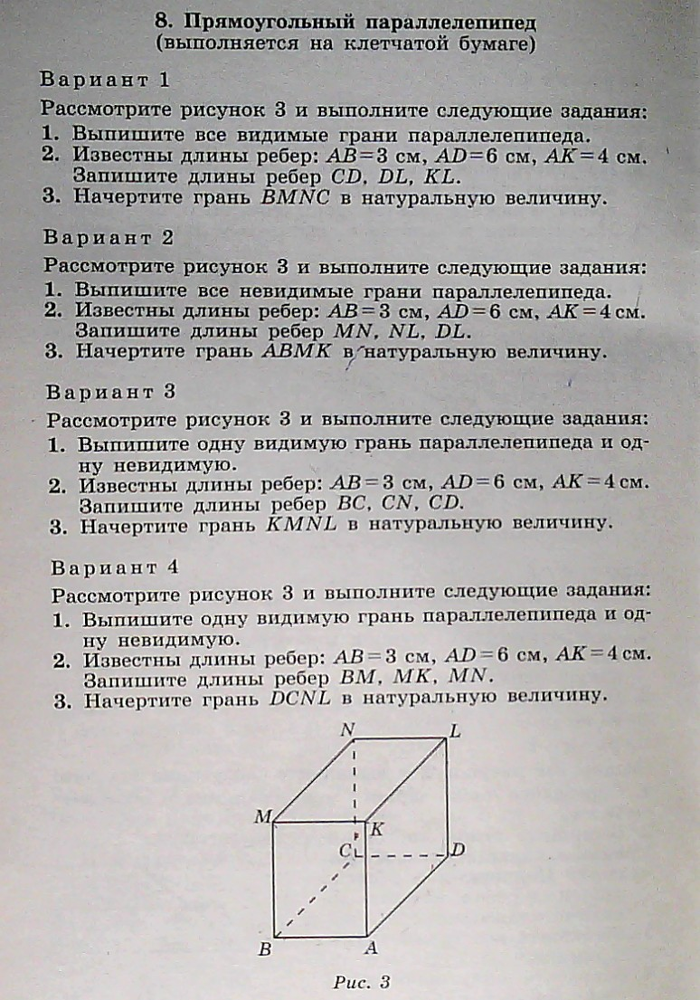 8. Прямоугольный параллелепипед
(выполняется на клетчатой бумаге)
Вариант 1
Рассмотрите рисунок 3 и выполните следующие задания:
1. Выпишите все видимые грани параллелепипеда.
2. Известны длины ребер: AB=3 см, AD=6 см, AK=4 см.
Запишите длины ребер CD, DL, KL.
3. Начертите грань BMNC в натуральную величину.
Вариант 2
Рассмотрите рисунок 3 и выполните следующие задания:
1. Выпишите все невидимые грани параллелепипеда.
2. Известны длины ребер: AB=3 см, AD=6 см, AK=4 см.
Запишите длины ребер MN, NL, DL.
3. Начертите грань ABMK в натуральную величину.
Вариант 3
Рассмотрите рисунок 3 и выполните следующие задания:
1. Выпишите одну видимую грань параллелепипеда и од-
ну невидимую.
2. Известны длины ребер: AB=3 см, AD=6 см, AK=4 см.
Запишите длины ребер BC, CN, CD.
3. Начертите грань KMNL в натуральную величину.
Вариант 4
Рассмотрите рисунок 3 и выполните следующие задания:
1. Выпишите одну видимую грань параллелепипеда и од-
ну невидимую.
2. Известны длины ребер: AB=3 см, AD=6 см, AK=4 см.
Запишите длины ребер BM, MK, MN.
3. Начертите грань DCNL в натуральную величину.
N L
M K
C D
B A
Рис. 3